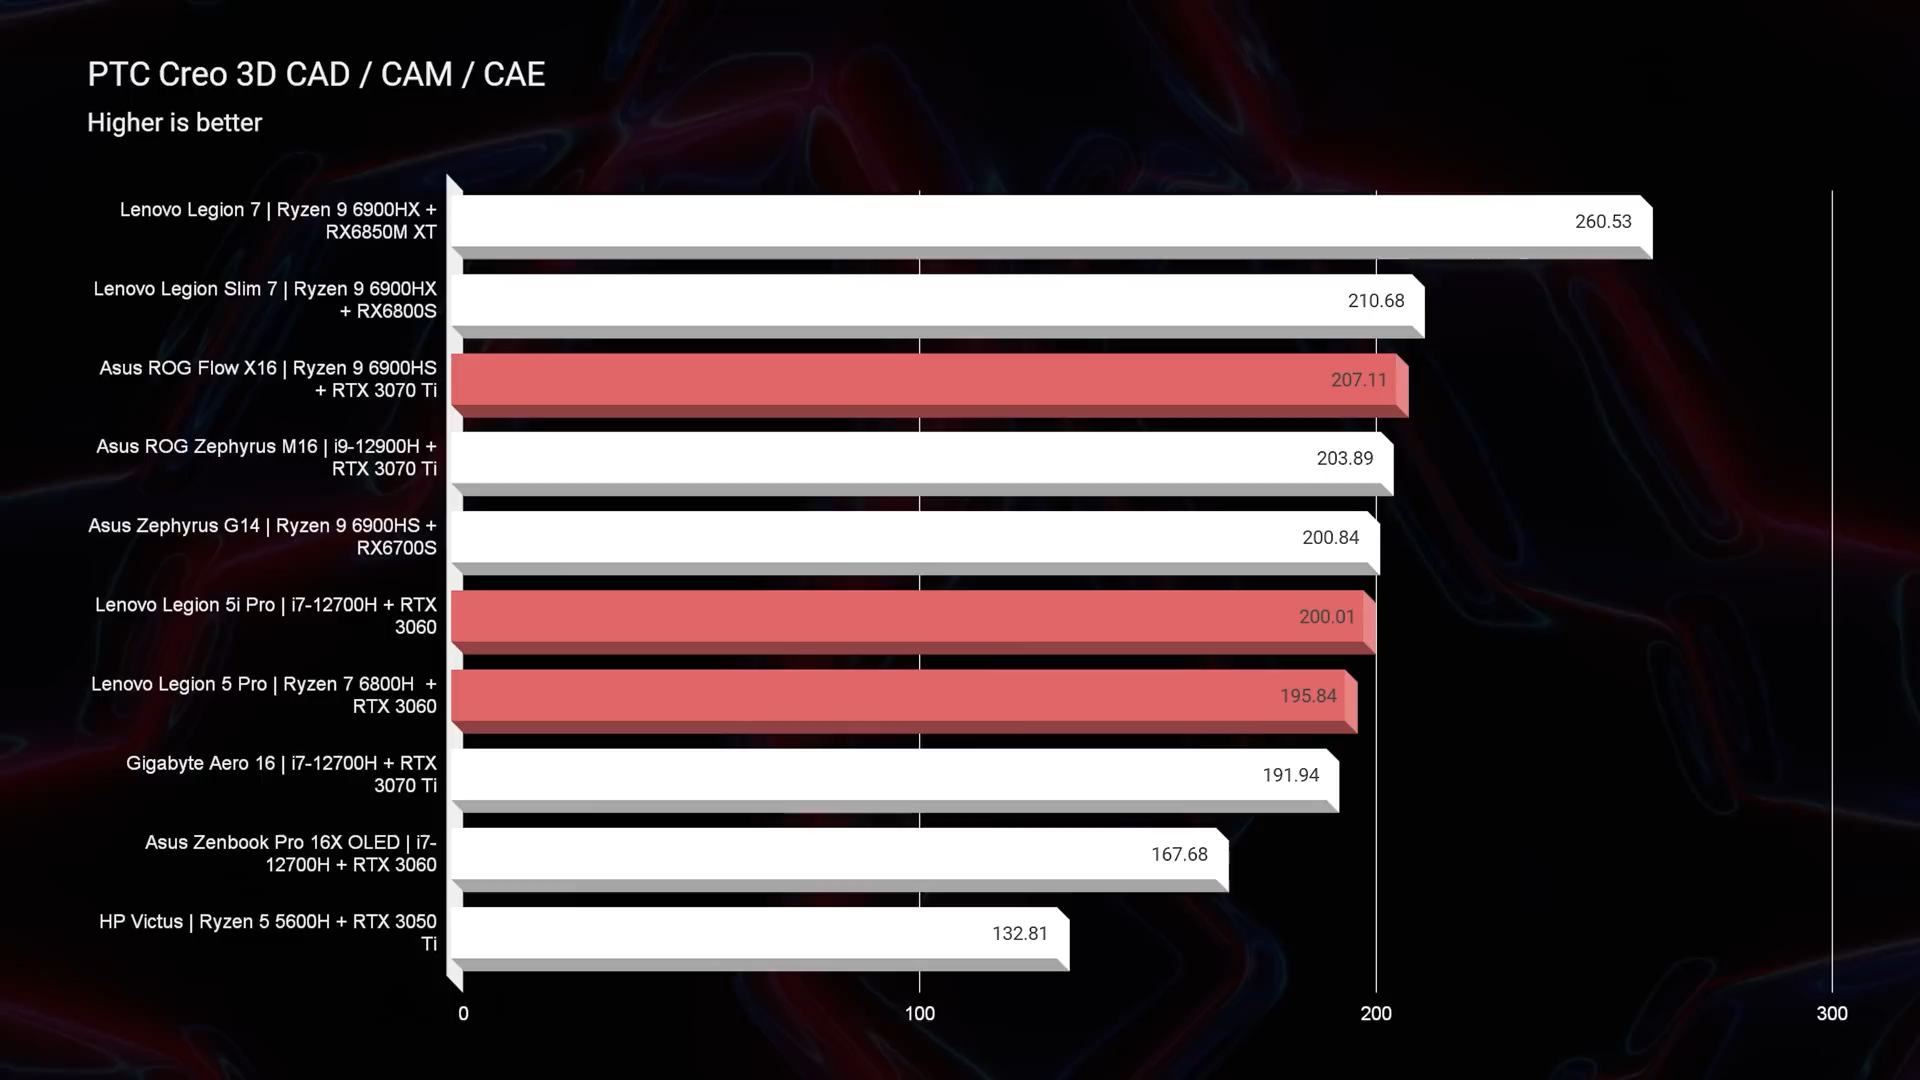 PTC Creo 3D CAD / CAM / CAE
Higher is better
Lenovo Legion 7 | Ryzen 9 6900HX +
RX6850M XT
260.53
Lenovo Legion Slim 7 | Ryzen 9 6900HX
+ RX6800S
210.68
Asus ROG Flow X16 | Ryzen 9 6900HS
+ RTX 3070 Ti
207.11
Asus ROG Zephyrus M16 | i9-12900H +
RTX 3070 Ti
203.89
Asus Zephyrus G14 | Ryzen 9 6900HS +
RX6700S
200.84
Lenovo Legion 5i Pro | i7-12700H + RTX
3060
200.01
Lenovo Legion 5 Pro | Ryzen 7 6800H +
RTX 3060
195.84
Gigabyte Aero 16 | i7-12700H + RTX
3070 Ti
191.94
Asus Zenbook Pro 16X OLED | i7-
12700H + RTX 3060
167.68
HP Victus | Ryzen 5 5600H + RTX 3050
Ti
132.81
0 100 200 300